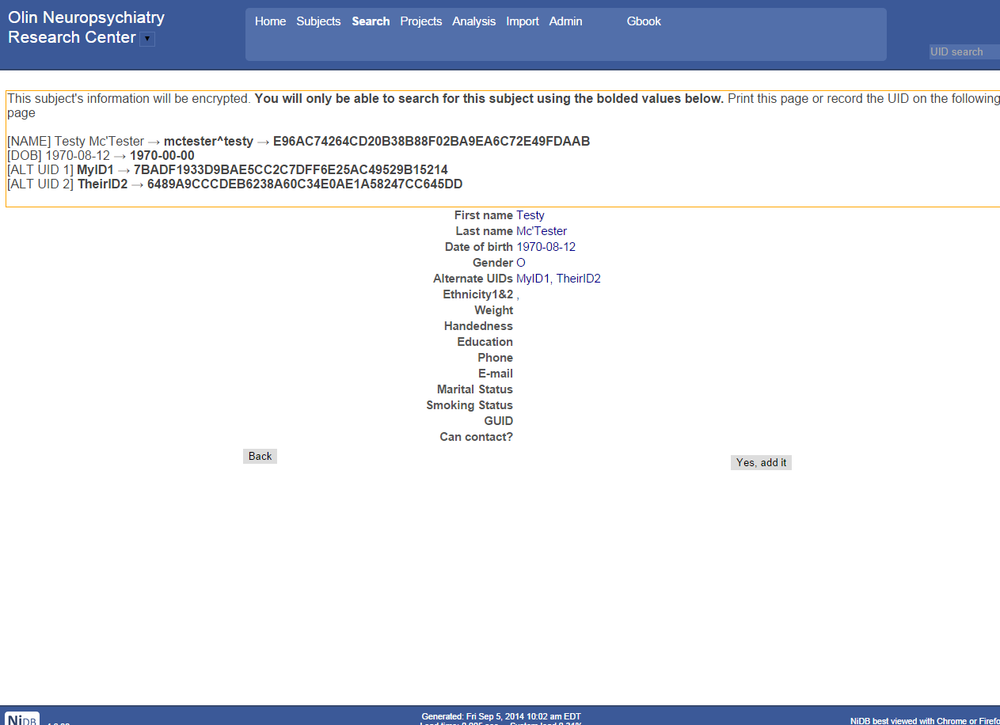 Olin Neuropsychiatry
Research Center ▼
Home Subjects Search Projects Analysis Import Admin Gbook
UID search
This subject's information will be encrypted. You will only be able to search for this subject using the bolded values below. Print this page or record the UID on the following
page
[NAME] Testy Mc'Tester → mctester^testy → E96AC74264CD20B38B88F02BA9EA6C72E49FDAAB
[DOB] 1970-08-12 → 1970-00-00
[ALT UID 1] MyID1 → 7BADF1933D9BAE5CC2C7DFF6E25AC49529B15214
[ALT UID 2] TheirID2 → 6489A9CCCDEB6238A60C34E0AE1A58247CC645DD
First name Testy
Last name Mc'Tester
Date of birth 1970-08-12
Gender O
Alternate UIDs MyID1, TheirID2
Ethnicity1&2 ,
Weight
Handedness
Education
Phone
E-mail
Marital Status
Smoking Status
GUID
Can contact?
Back
Yes, add it
NiDB
Generated: Fri Sep 5, 2014 10:02 am EDT
NiDB best viewed with Chrome or Firefo